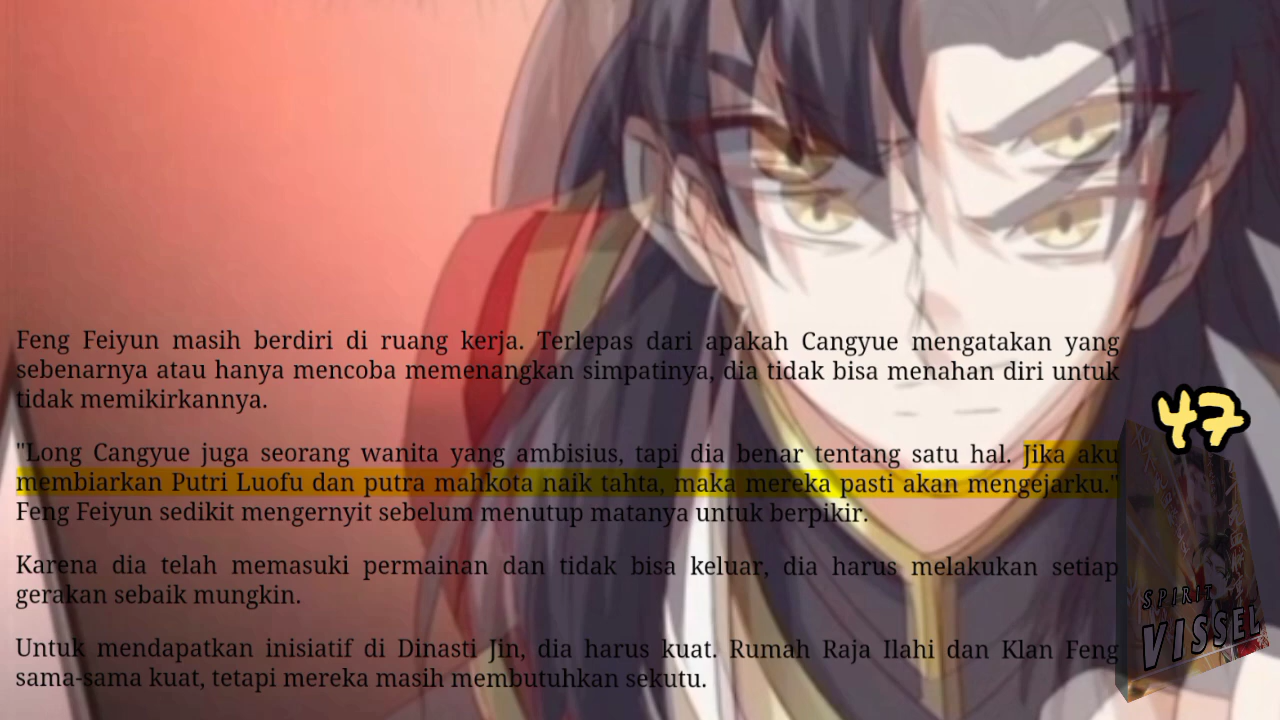 Feng Feiyun masih berdiri di ruang kerja. Terlepas dari apakah Cangyue mengatakan yang
sebenarnya atau hanya mencoba memenangkan simpatinya, dia tidak bisa menahan diri untuk
tidak memikirkannya.
"Long Cangyue juga seorang wanita yang ambisius, tapi dia benar tentang satu hal. Jika aku
membiarkan Putri Luofu dan putra mahkota naik tahta, maka mereka pasti akan mengejarku."
Feng Feiyun sedikit mengernyit sebelum menutup matanya untuk berpikir.
Karena dia telah memasuki permainan dan tidak bisa keluar, dia harus melakukan setiap
gerakan sebaik mungkin.
Untuk mendapatkan inisiatif di Dinasti Jin, dia harus kuat. Rumah Raja Ilahi dan Klan Feng
sama-sama kuat, tetapi mereka masih membutuhkan sekutu.
47
SPIRIT
VISSEL